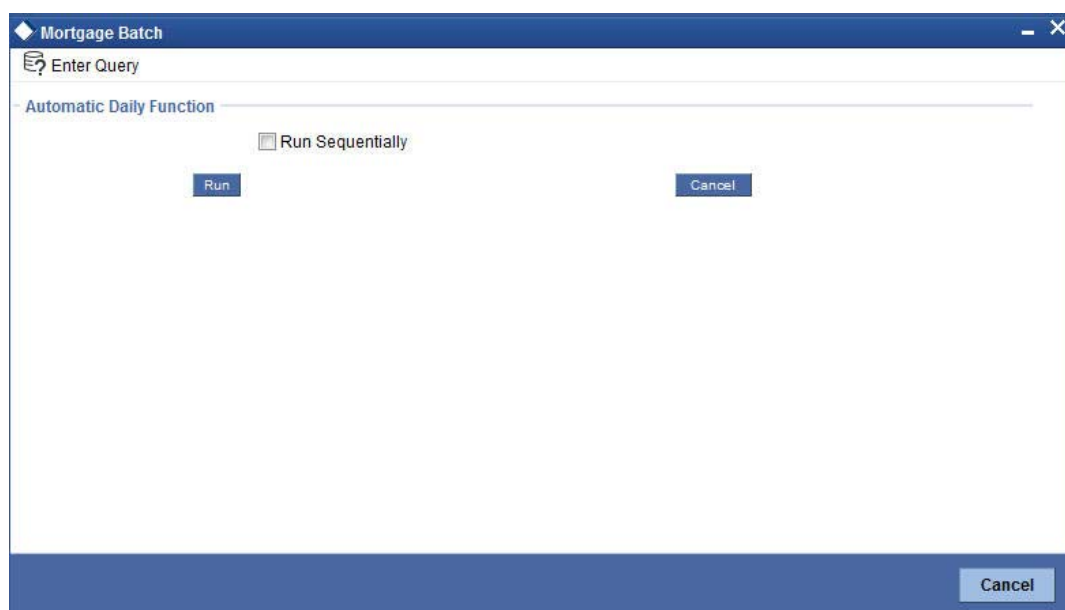 Mortgage Batch
Enter Query
Automatic Daily Function
Run Sequentially
Run Cancel
Cancel